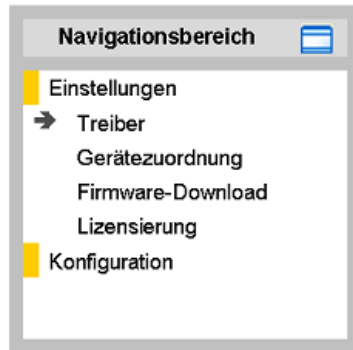 Navigationsbereich
Einstellungen
Treiber
Gerätezuordnung
Firmware-Download
Lizensierung
Konfiguration